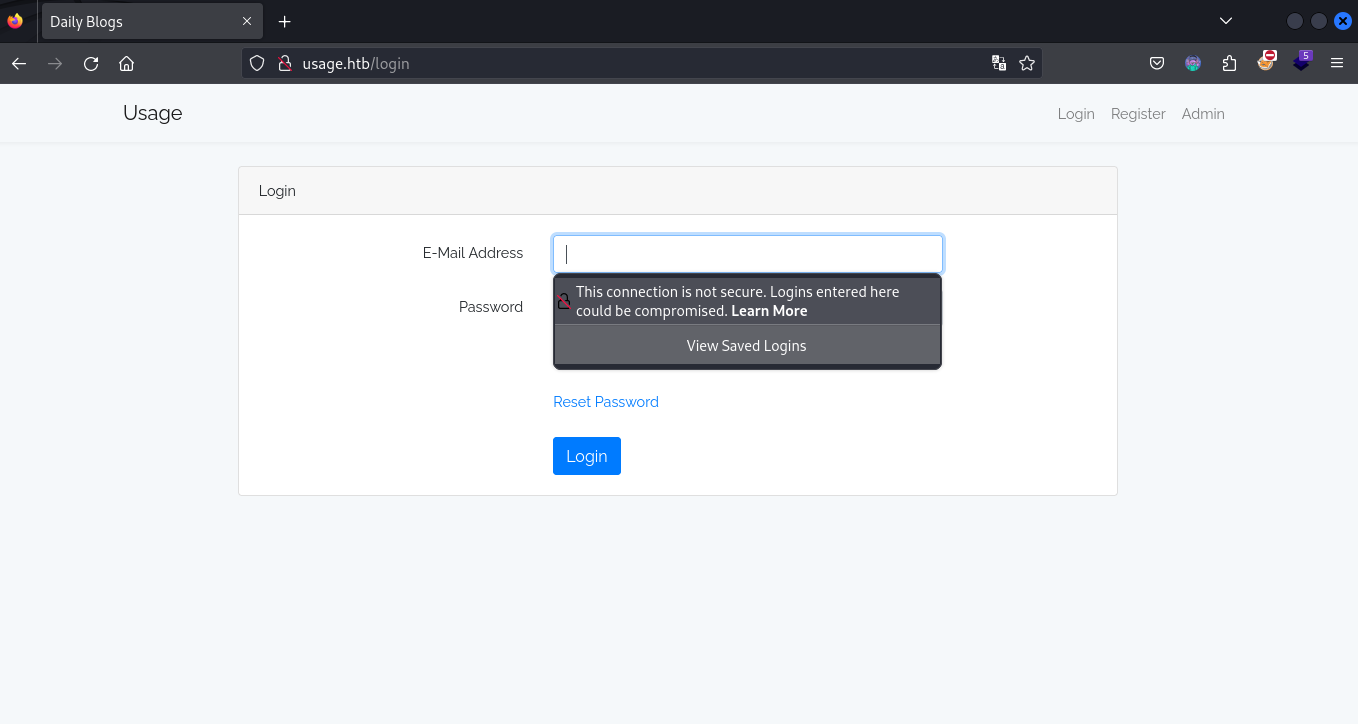 Daily Blogs
usage.htb/login
5
Usage
Login Register Admin
Login
E-Mail Address
This connection is not secure. Logins entered here
could be compromised. Learn More
Password
View Saved Logins
Reset Password
Login